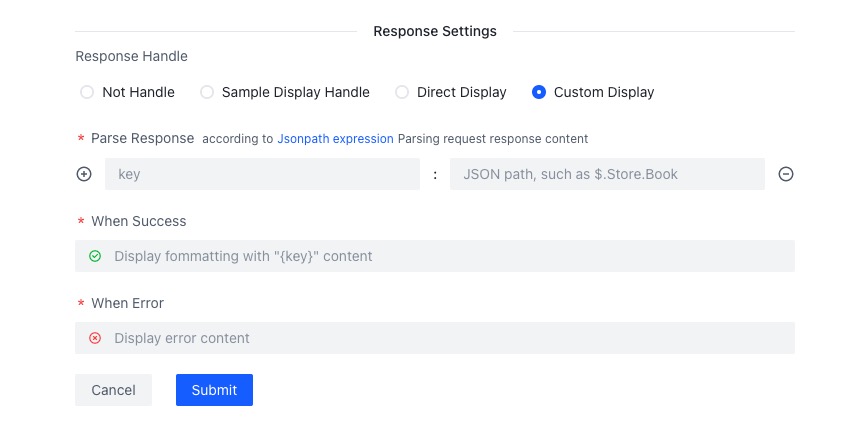 Response Settings
Response Handle
Not Handle Sample Display Handle Direct Display Custom Display
* Parse Response according to Jsonpath expression Parsing request response content
key : JSON path, such as $.Store.Book
* When Success
Display fommatting with "{key}" content
* When Error
Display error content
Cancel Submit